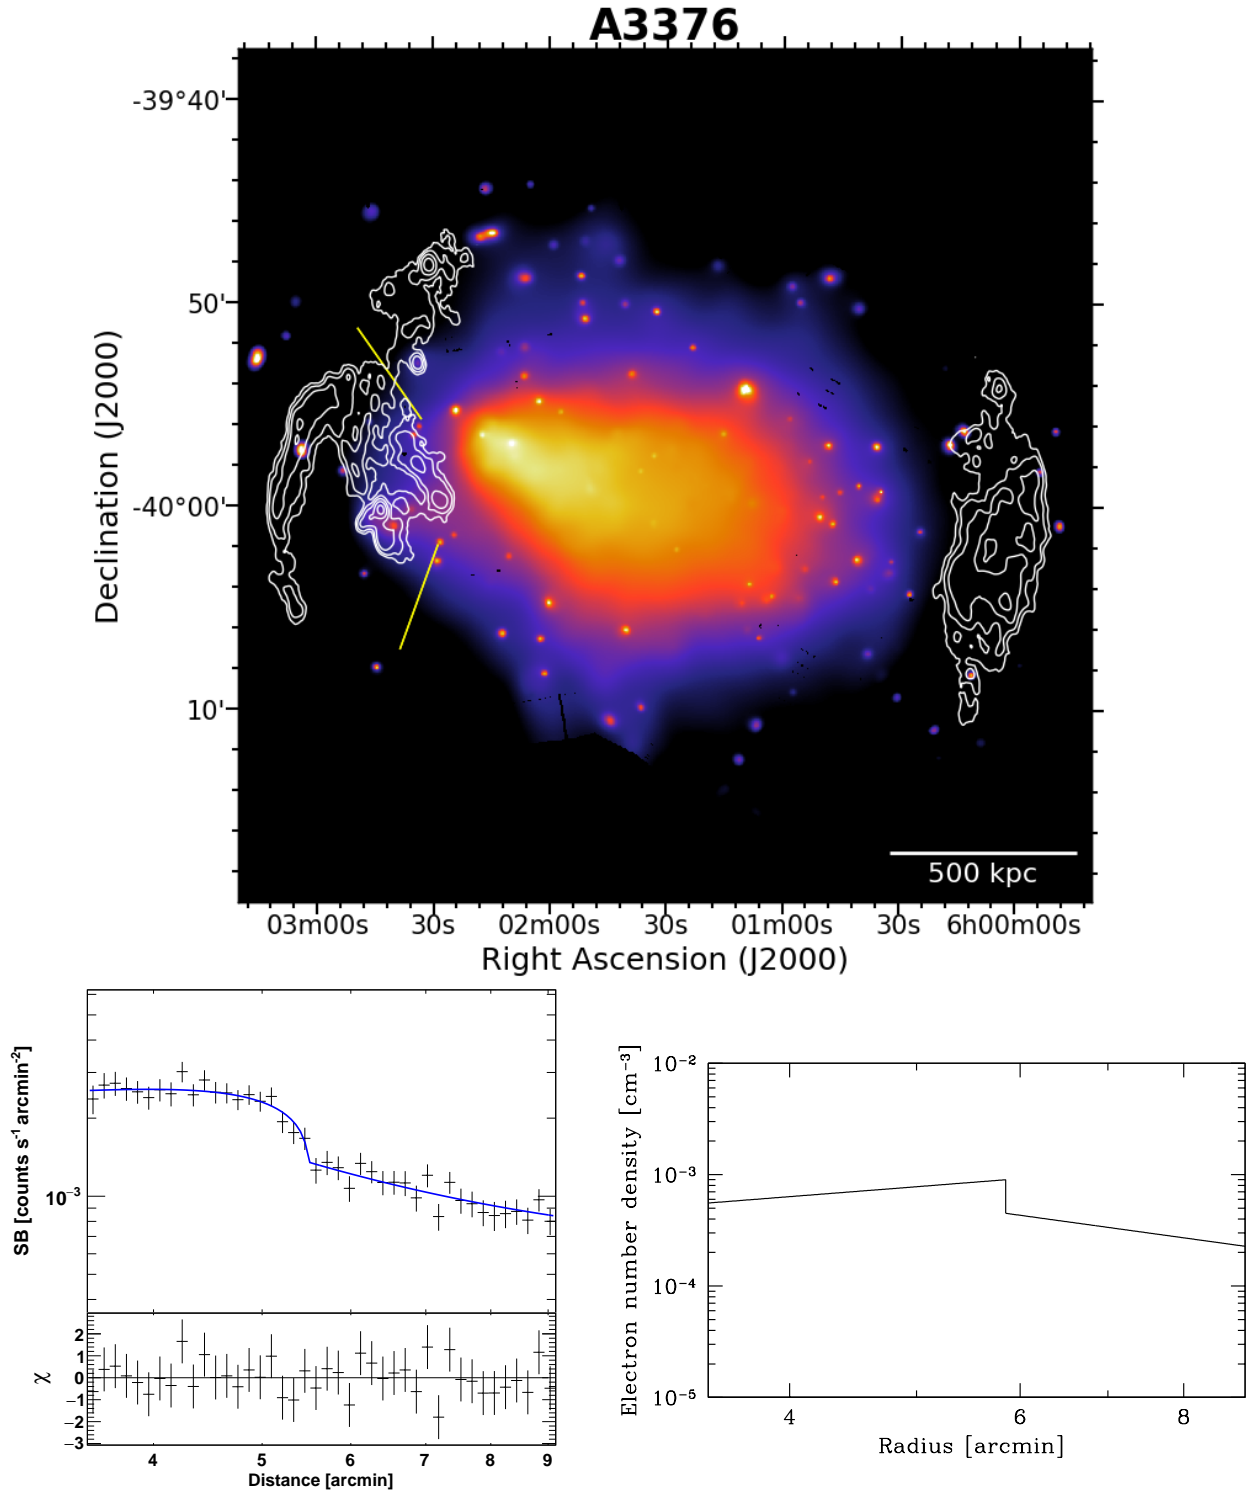 A3376
-39°40'
50'
-40°00'
10'
Declination (J2000)
500 kpc
03m00s 30s 02m00s 30s 01m00s 30s 6h00m00s
Right Ascension (J2000)
SB [counts s⁻¹ arcmin⁻²]
10⁻³
χ
2
1
0
−1
−2
−3
4 5 6 7 8 9
Distance [arcmin]
Electron number density [cm⁻³]
10⁻²
10⁻³
10⁻⁴
10⁻⁵
4 6 8
Radius [arcmin]